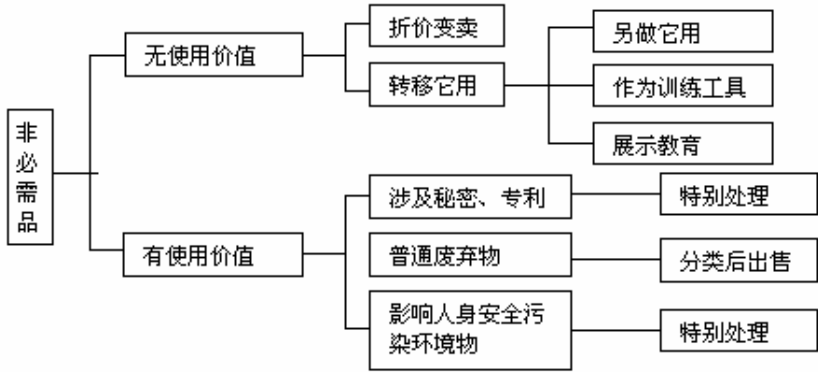 非必需品
无使用价值
折价变卖
转移它用
另做它用
作为训练工具
展示教育
有使用价值
涉及秘密、专利
特别处理
普通废弃物
分类后出售
影响人身安全污
染环境物
特别处理